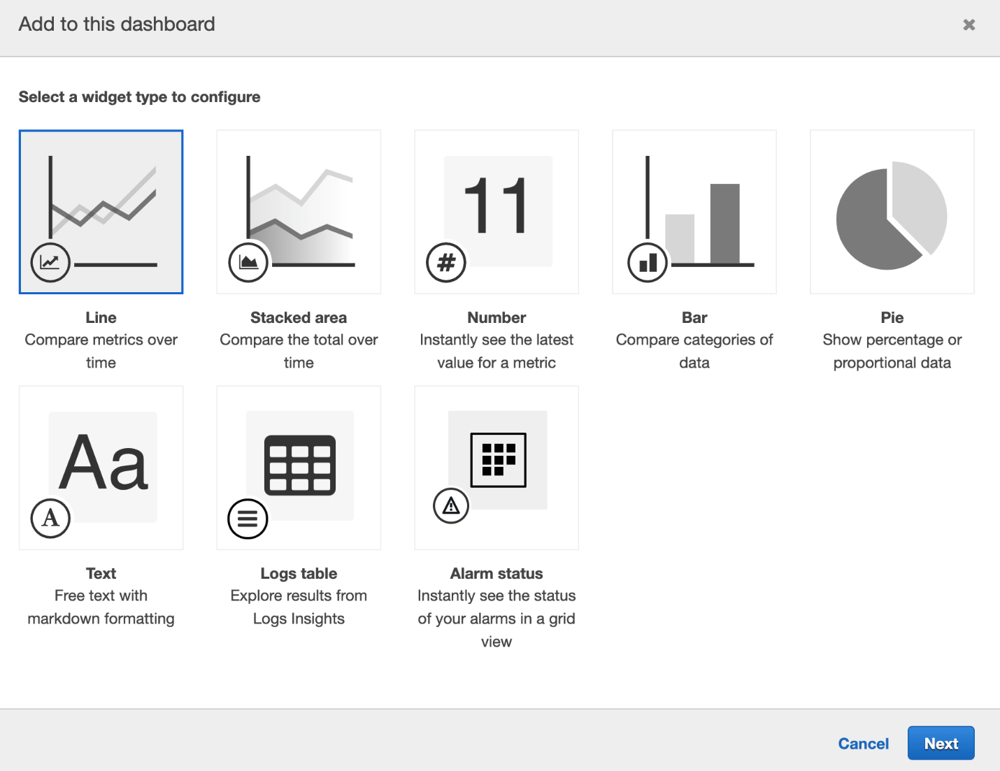 Add to this dashboard
Select a widget type to configure
11
#
Line
Compare metrics over
time
Stacked area
Compare the total over
time
Number
Instantly see the latest
value for a metric
Bar
Compare categories of
data
Pie
Show percentage or
proportional data
Aa
A
Text
Free text with
markdown formatting
Logs table
Explore results from
Logs Insights
Alarm status
Instantly see the status
of your alarms in a grid
view
Cancel
Next